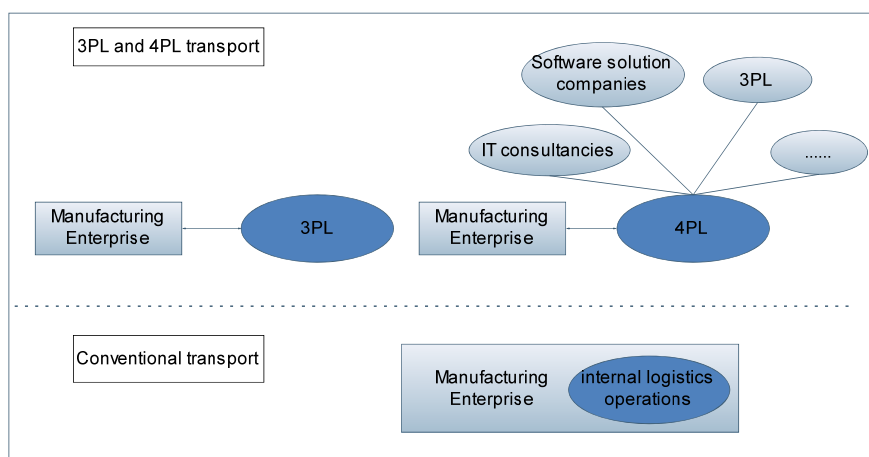 3PL and 4PL transport
Software solution
companies
3PL
IT consultancies
......
Manufacturing
Enterprise
3PL
Manufacturing
Enterprise
4PL
Conventional transport
Manufacturing
Enterprise
internal logistics
operations